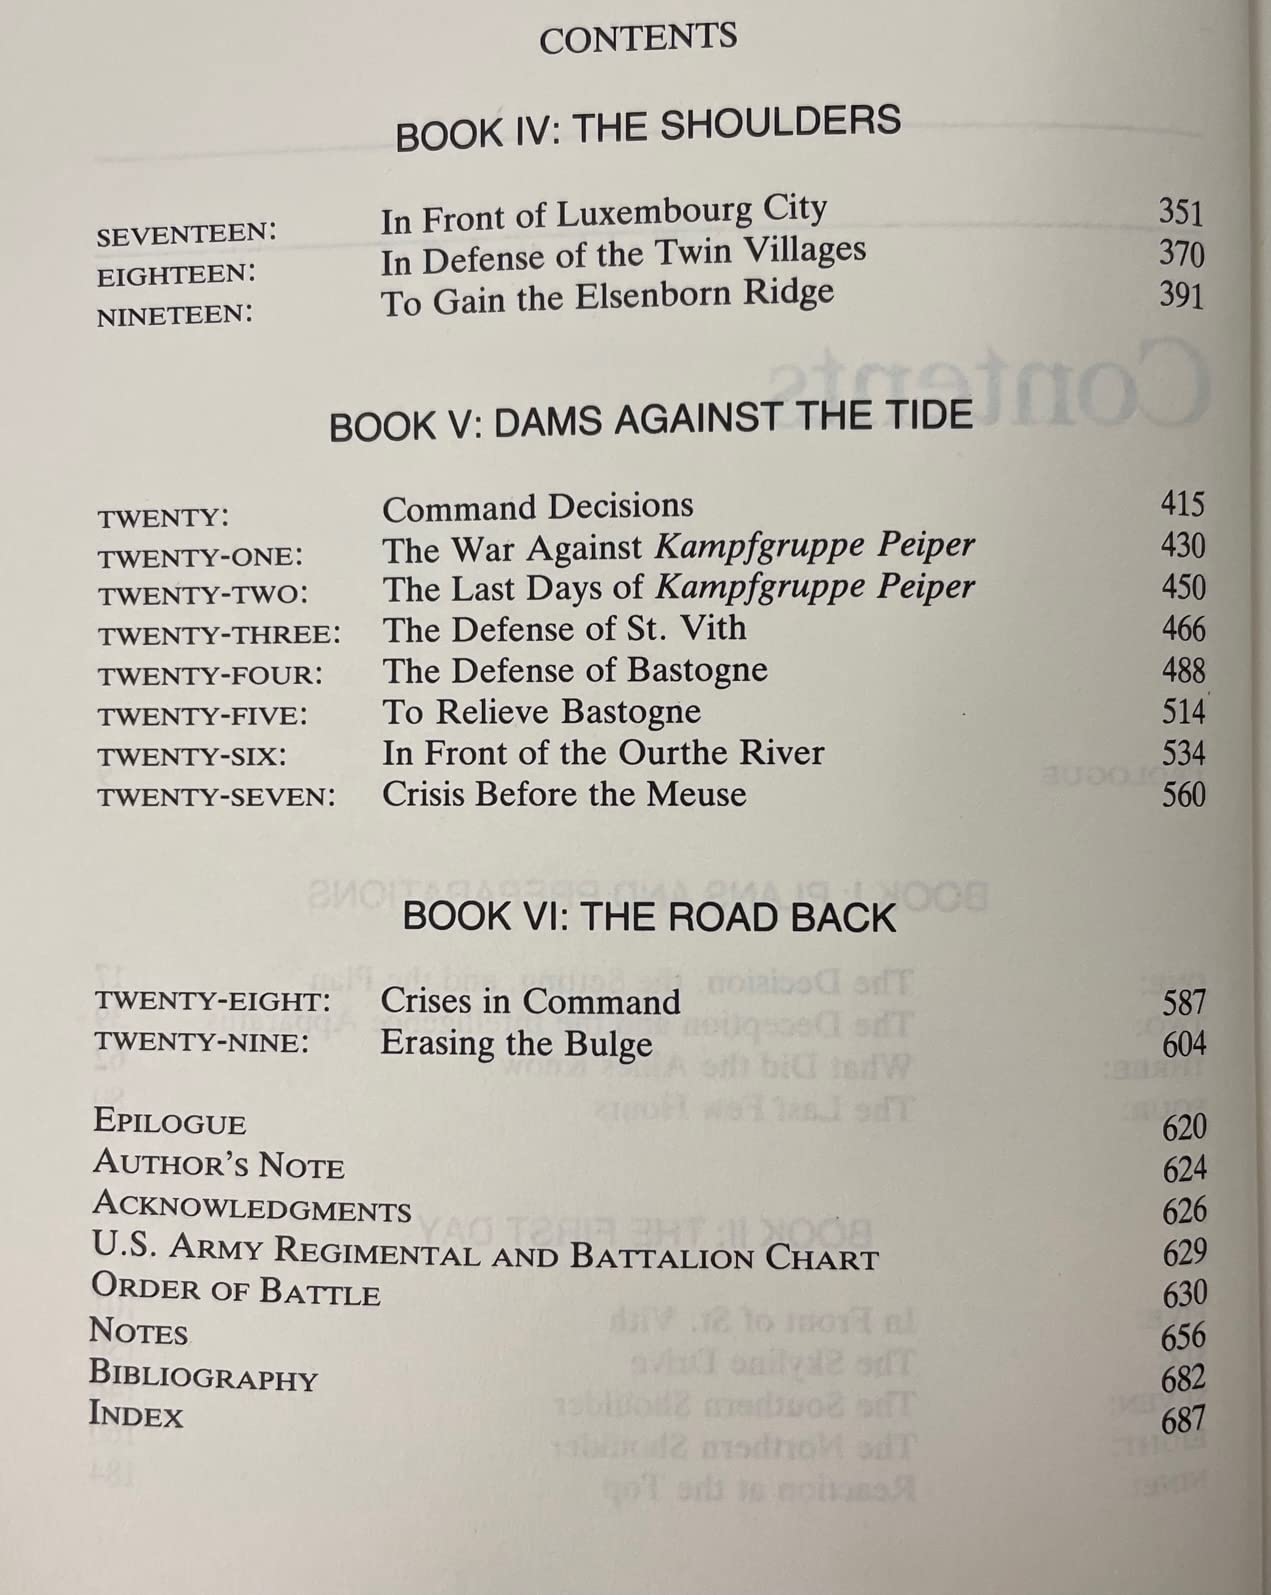 CONTENTS
BOOK IV: THE SHOULDERS
SEVENTEEN: In Front of Luxembourg City 351
EIGHTEEN: In Defense of the Twin Villages 370
NINETEEN: To Gain the Elsenborn Ridge 391
BOOK V: DAMS AGAINST THE TIDE
TWENTY: Command Decisions 415
TWENTY-ONE: The War Against Kampfgruppe Peiper 430
TWENTY-TWO: The Last Days of Kampfgruppe Peiper 450
TWENTY-THREE: The Defense of St. Vith 466
TWENTY-FOUR: The Defense of Bastogne 488
TWENTY-FIVE: To Relieve Bastogne 514
TWENTY-SIX: In Front of the Ourthe River 534
TWENTY-SEVEN: Crisis Before the Meuse 560
BOOK VI: THE ROAD BACK
TWENTY-EIGHT: Crises in Command 587
TWENTY-NINE: Erasing the Bulge 604
EPILOGUE 620
AUTHOR'S NOTE 624
ACKNOWLEDGMENTS 626
U.S. ARMY REGIMENTAL AND BATTALION CHART 629
ORDER OF BATTLE 630
NOTES 656
BIBLIOGRAPHY 682
INDEX 687